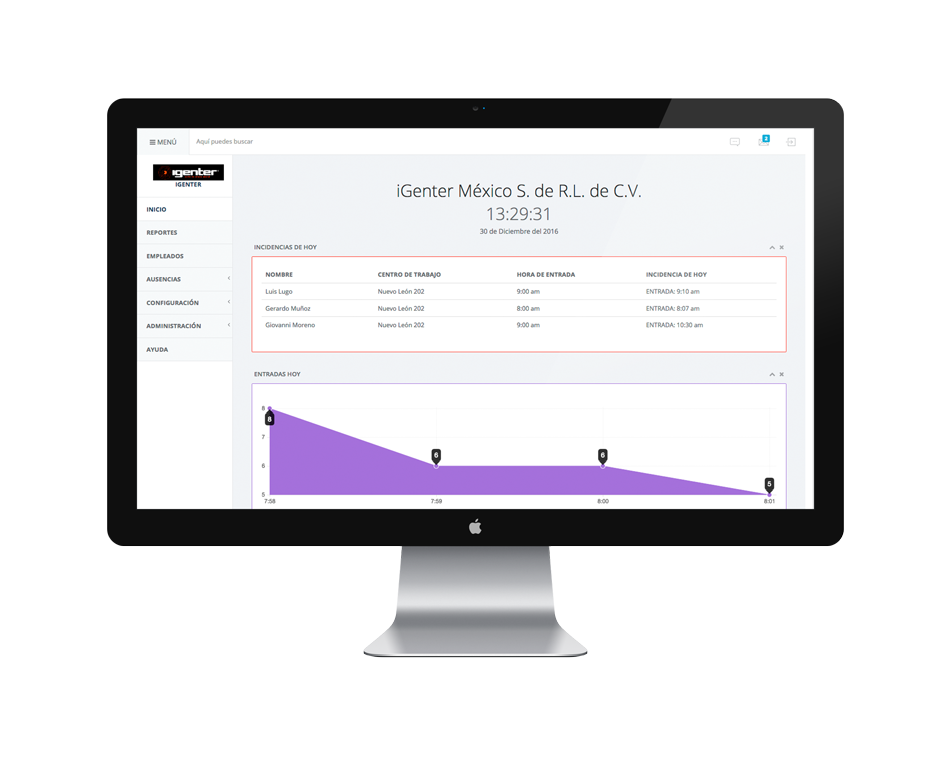 MENÚ
Aquí puedes buscar
3
igenter
IGENTER
INICIO
REPORTES
EMPLEADOS
AUSENCIAS
CONFIGURACIÓN
ADMINISTRACIÓN
AYUDA
iGenter México S. de R.L. de C.V.
13:29:31
30 de Diciembre del 2016
INCIDENCIAS DE HOY
NOMBRE CENTRO DE TRABAJO HORA DE ENTRADA INCIDENCIA DE HOY
Luis Lugo Nuevo León 202 9:00 am ENTRADA: 9:10 am
Gerardo Muñoz Nuevo León 202 8:00 am ENTRADA: 8:07 am
Giovanni Moreno Nuevo León 202 9:00 am ENTRADA: 10:30 am
ENTRADAS HOY
8
7
6
5
8
6
6
5
7:58 7:59 8:00 8:01